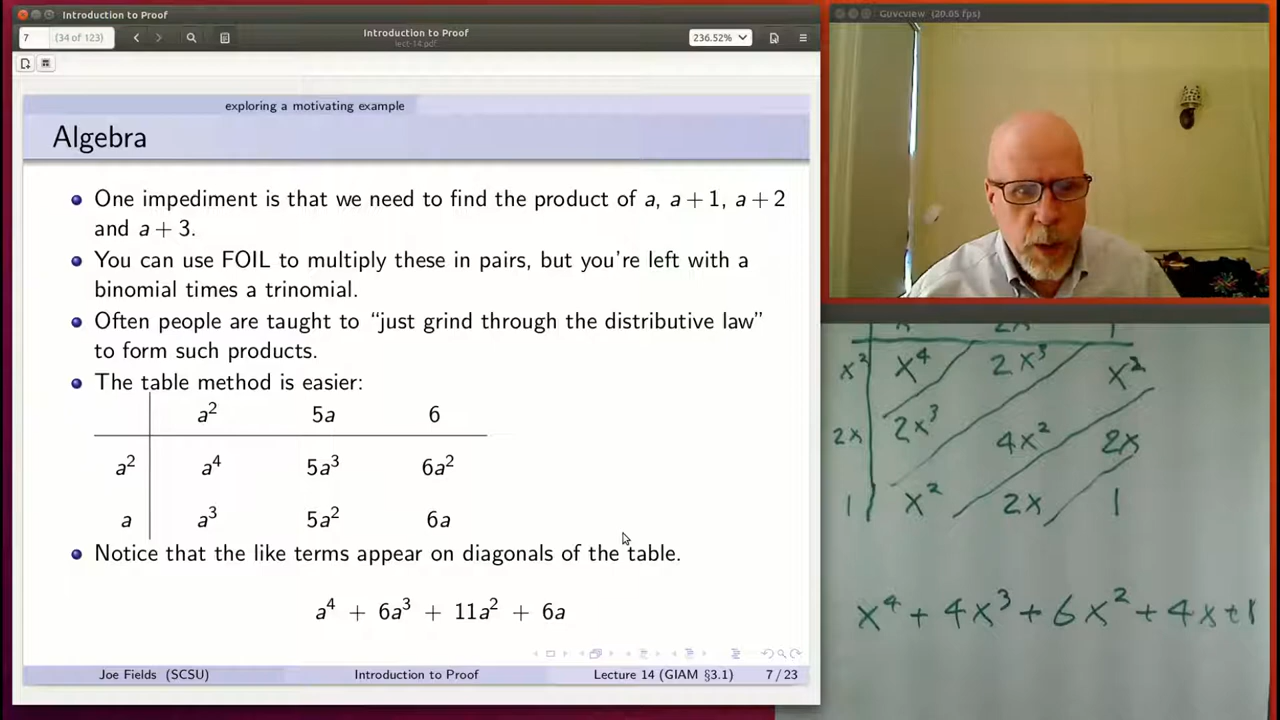 Introduction to Proof
7 (34 of 123)
Introduction to Proof
lect-14.pdf
236.52%
exploring a motivating example
Algebra
One impediment is that we need to find the product of a, a + 1, a + 2
and a + 3.
You can use FOIL to multiply these in pairs, but you're left with a
binomial times a trinomial.
Often people are taught to “just grind through the distributive law”
to form such products.
The table method is easier:
a² 5a 6
a² a⁴ 5a³ 6a²
a a³ 5a² 6a
Notice that the like terms appear on diagonals of the table.
a⁴ + 6a³ + 11a² + 6a
Joe Fields (SCSU) Introduction to Proof Lecture 14 (GIAM §3.1) 7 / 23
Guvcview (20.05 fps)
x² x⁴ 2x³ x²
2x 2x³ 4x² 2x
1 x² 2x 1
x⁴ + 4x³ + 6x² + 4x + 1